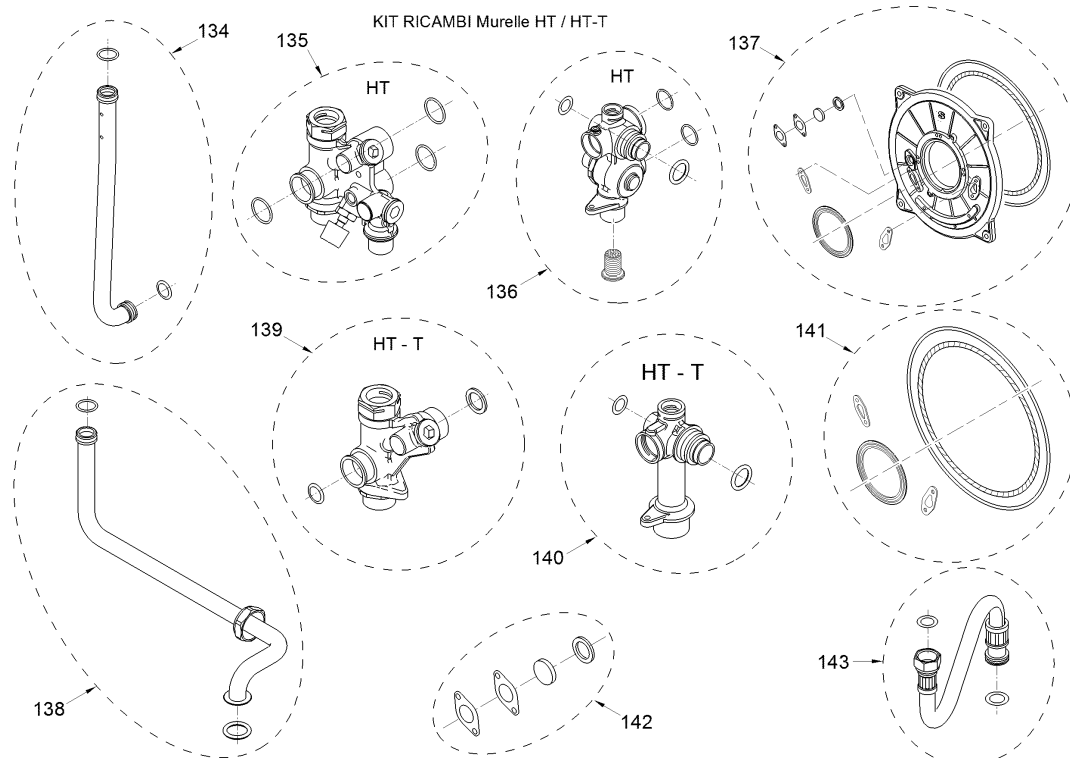 KIT RICAMBI Murelle HT / HT-T
134
135
HT
HT
137
136
139
HT - T
HT - T
141
140
138
142
143